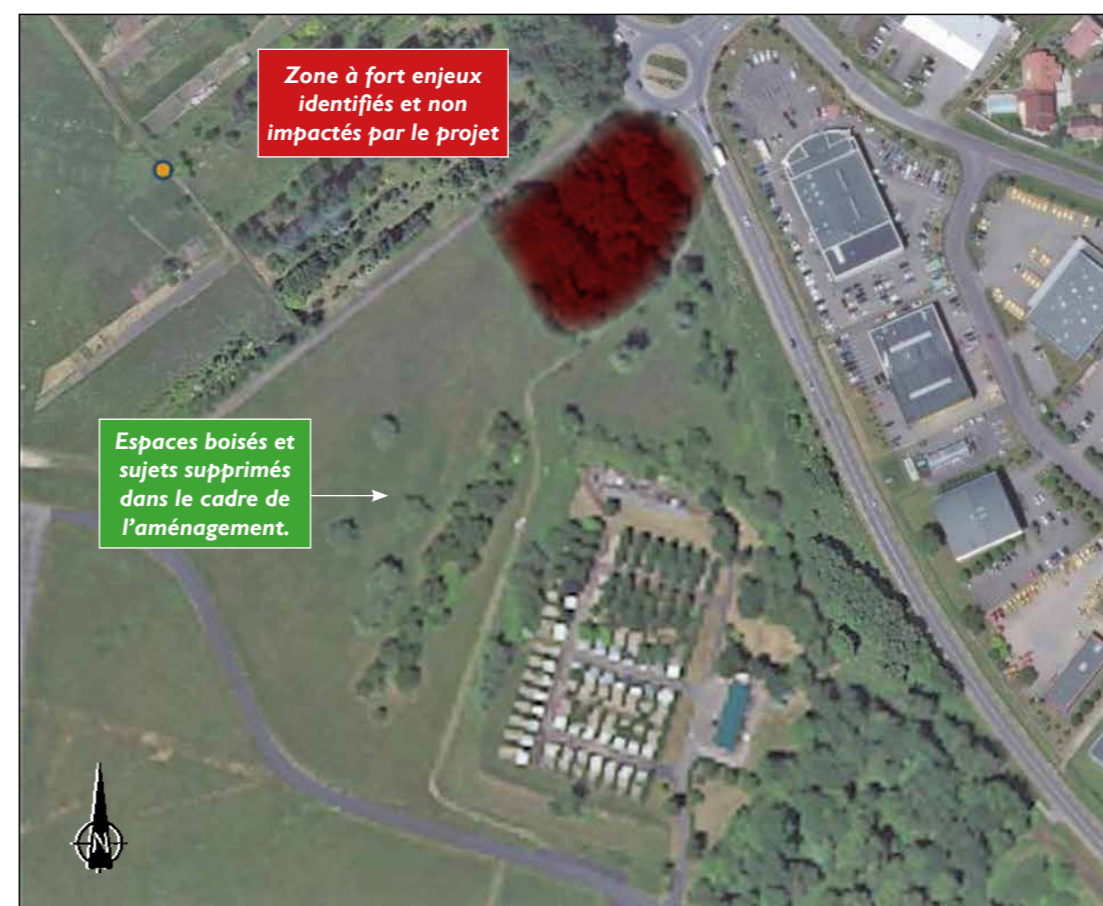 Zone à fort enjeux
identifiés et non
impactés par le projet
Espaces boisés et
sujets supprimés
dans le cadre de
l'aménagement.
N